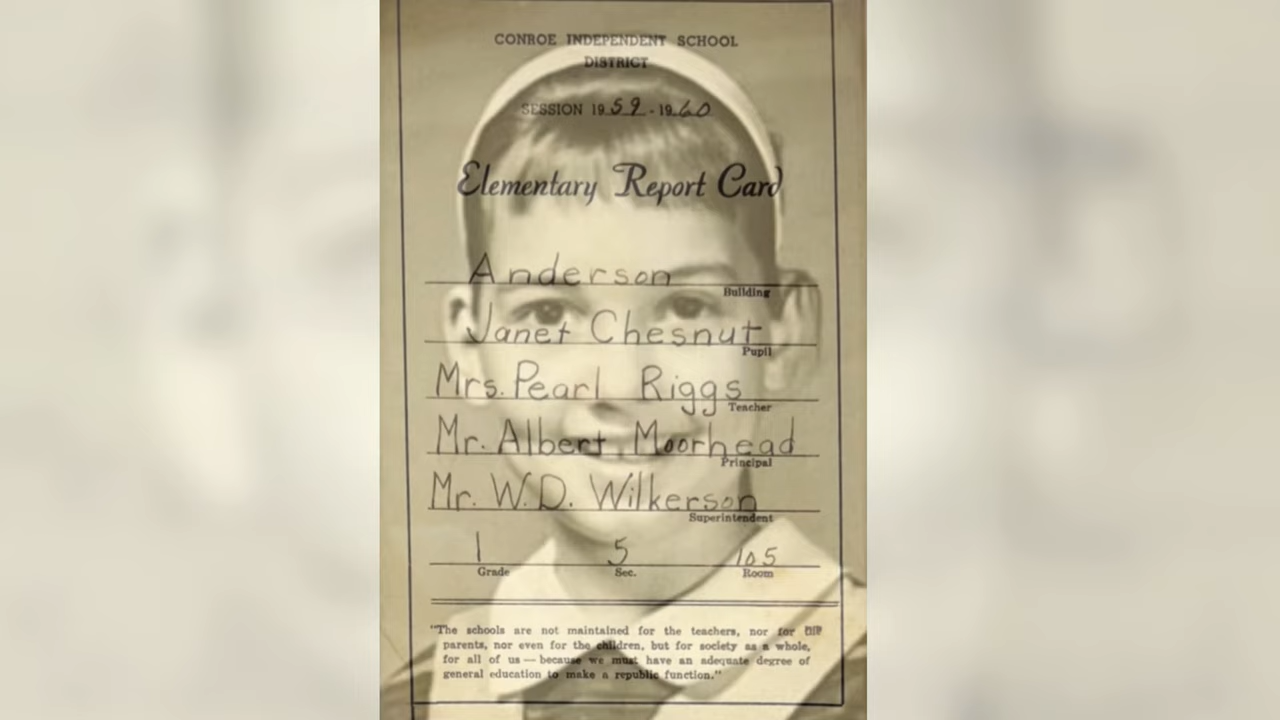 CONROE INDEPENDENT SCHOOL
DISTRICT
SESSION 1959-1960
Elementary Report Card
Anderson
Building
Janet Chesnut
Pupil
Mrs. Pearl Riggs
Teacher
Mr. Albert Moorhead
Principal
Mr. W.D. Wilkerson
Superintendent
1 5 105
Grade Sec. Room
"The schools are not maintained for the teachers, nor for the
parents, nor even for the children, but for society as a whole,
for all of us — because we must have an adequate degree of
general education to make a republic function."